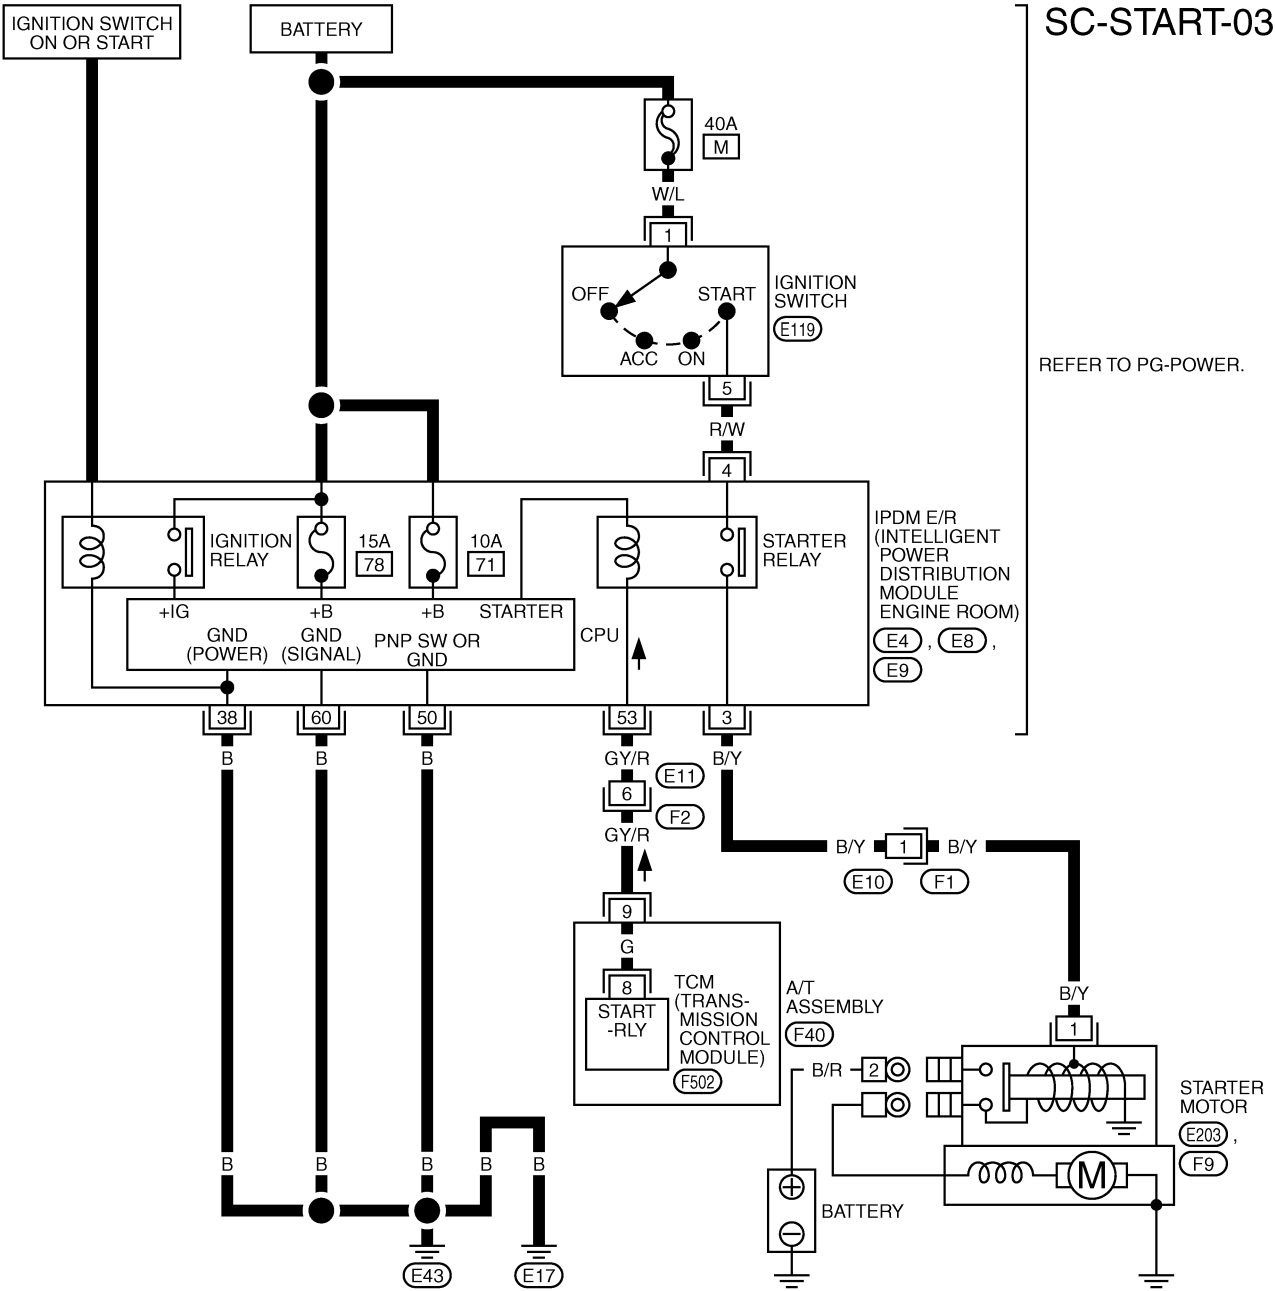 IGNITION SWITCH
ON OR START
BATTERY
SC-START-03
40A
M
W/L
1
IGNITION
SWITCH
E119
OFF
START
ACC
ON
5
REFER TO PG-POWER.
R/W
4
IGNITION
RELAY
15A
78
10A
71
STARTER
RELAY
IPDM E/R
(INTELLIGENT
POWER
DISTRIBUTION
MODULE
ENGINE ROOM)
E4 , E8 ,
E9
+IG
+B
+B
STARTER
GND
(POWER)
GND
(SIGNAL)
PNP SW OR
GND
CPU
38
60
50
53
3
B
B
B
GY/R
B/Y
E11
6
F2
GY/R
B/Y
1
B/Y
E10
F1
9
G
8
START
-RLY
TCM
(TRANS-
MISSION
CONTROL
MODULE)
F502
A/T
ASSEMBLY
F40
B/Y
1
B/R
2
STARTER
MOTOR
E203 ,
F9
M
B
B
B
B
B
+
−
BATTERY
E43
E17